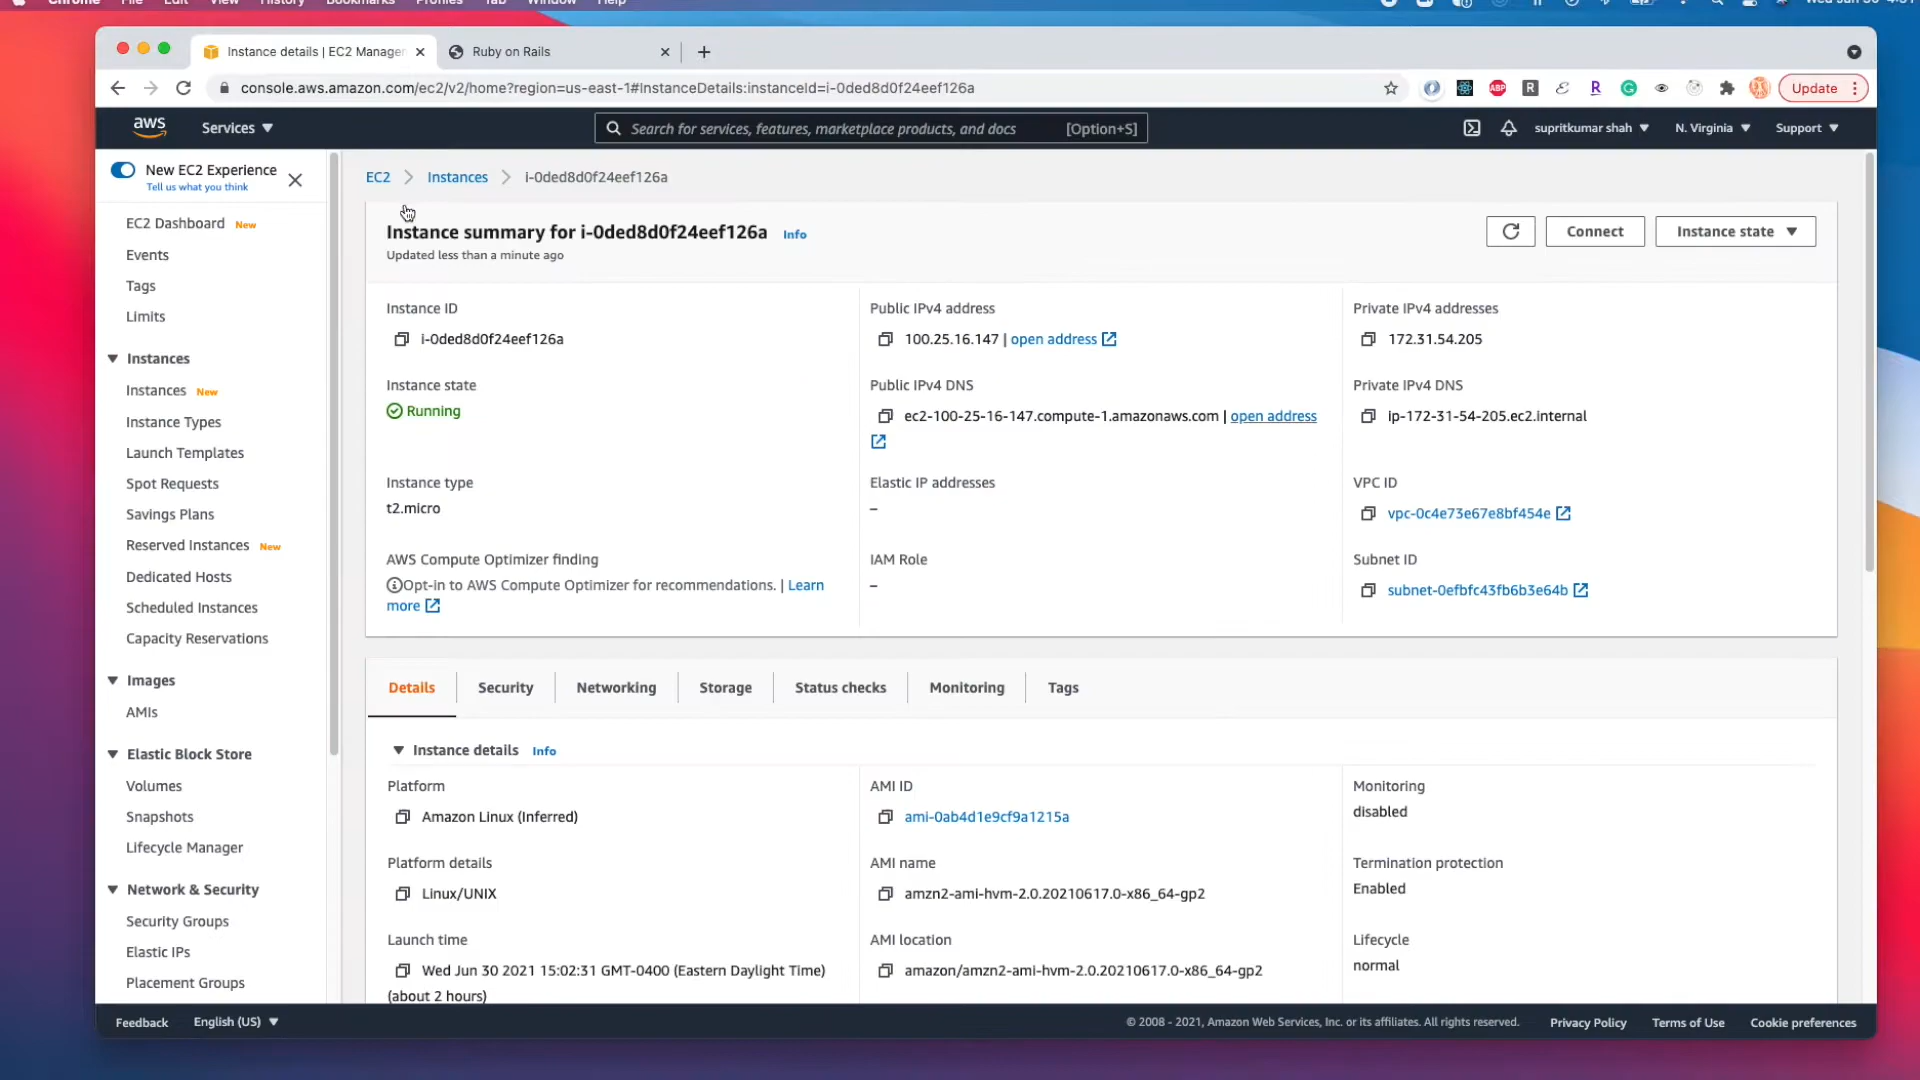 Chrome File Edit View History Bookmarks Profiles Tab Window Help
Instance details | EC2 Manager
Ruby on Rails
console.aws.amazon.com/ec2/v2/home?region=us-east-1#InstanceDetails:instanceId=i-0ded8d0f24eef126a
ABP
R
R
Update
aws
Services
Search for services, features, marketplace products, and docs [Option+S]
supritkumar shah
N. Virginia
Support
New EC2 Experience
Tell us what you think
EC2 Dashboard New
Events
Tags
Limits
Instances
Instances New
Instance Types
Launch Templates
Spot Requests
Savings Plans
Reserved Instances New
Dedicated Hosts
Scheduled Instances
Capacity Reservations
Images
AMIs
Elastic Block Store
Volumes
Snapshots
Lifecycle Manager
Network & Security
Security Groups
Elastic IPs
Placement Groups
EC2 Instances i-0ded8d0f24eef126a
Instance summary for i-0ded8d0f24eef126a Info
Updated less than a minute ago
Connect
Instance state
Instance ID
i-0ded8d0f24eef126a
Public IPv4 address
100.25.16.147 | open address
Private IPv4 addresses
172.31.54.205
Instance state
Running
Public IPv4 DNS
ec2-100-25-16-147.compute-1.amazonaws.com | open address
Private IPv4 DNS
ip-172-31-54-205.ec2.internal
Instance type
t2.micro
Elastic IP addresses
–
VPC ID
vpc-0c4e73e67e8bf454e
AWS Compute Optimizer finding
Opt-in to AWS Compute Optimizer for recommendations. | Learn
more
IAM Role
–
Subnet ID
subnet-0efbfc43fb6b3e64b
Details
Security
Networking
Storage
Status checks
Monitoring
Tags
Instance details Info
Platform
Amazon Linux (Inferred)
AMI ID
ami-0ab4d1e9cf9a1215a
Monitoring
disabled
Platform details
Linux/UNIX
AMI name
amzn2-ami-hvm-2.0.20210617.0-x86_64-gp2
Termination protection
Enabled
Launch time
Wed Jun 30 2021 15:02:31 GMT-0400 (Eastern Daylight Time)
(about 2 hours)
AMI location
amazon/amzn2-ami-hvm-2.0.20210617.0-x86_64-gp2
Lifecycle
normal
Feedback
English (US)
© 2008 - 2021, Amazon Web Services, Inc. or its affiliates. All rights reserved.
Privacy Policy
Terms of Use
Cookie preferences